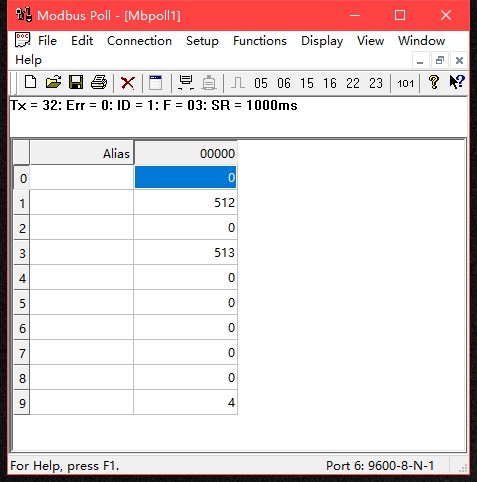 Modbus Poll - [Mbpoll1]
File Edit Connection Setup Functions Display View Window
Help
05 06 15 16 22 23 101
Tx = 32: Err = 0: ID = 1: F = 03: SR = 1000ms
Alias 00000
0 0
1 512
2 0
3 513
4 0
5 0
6 0
7 0
8 0
9 4
For Help, press F1. Port 6: 9600-8-N-1